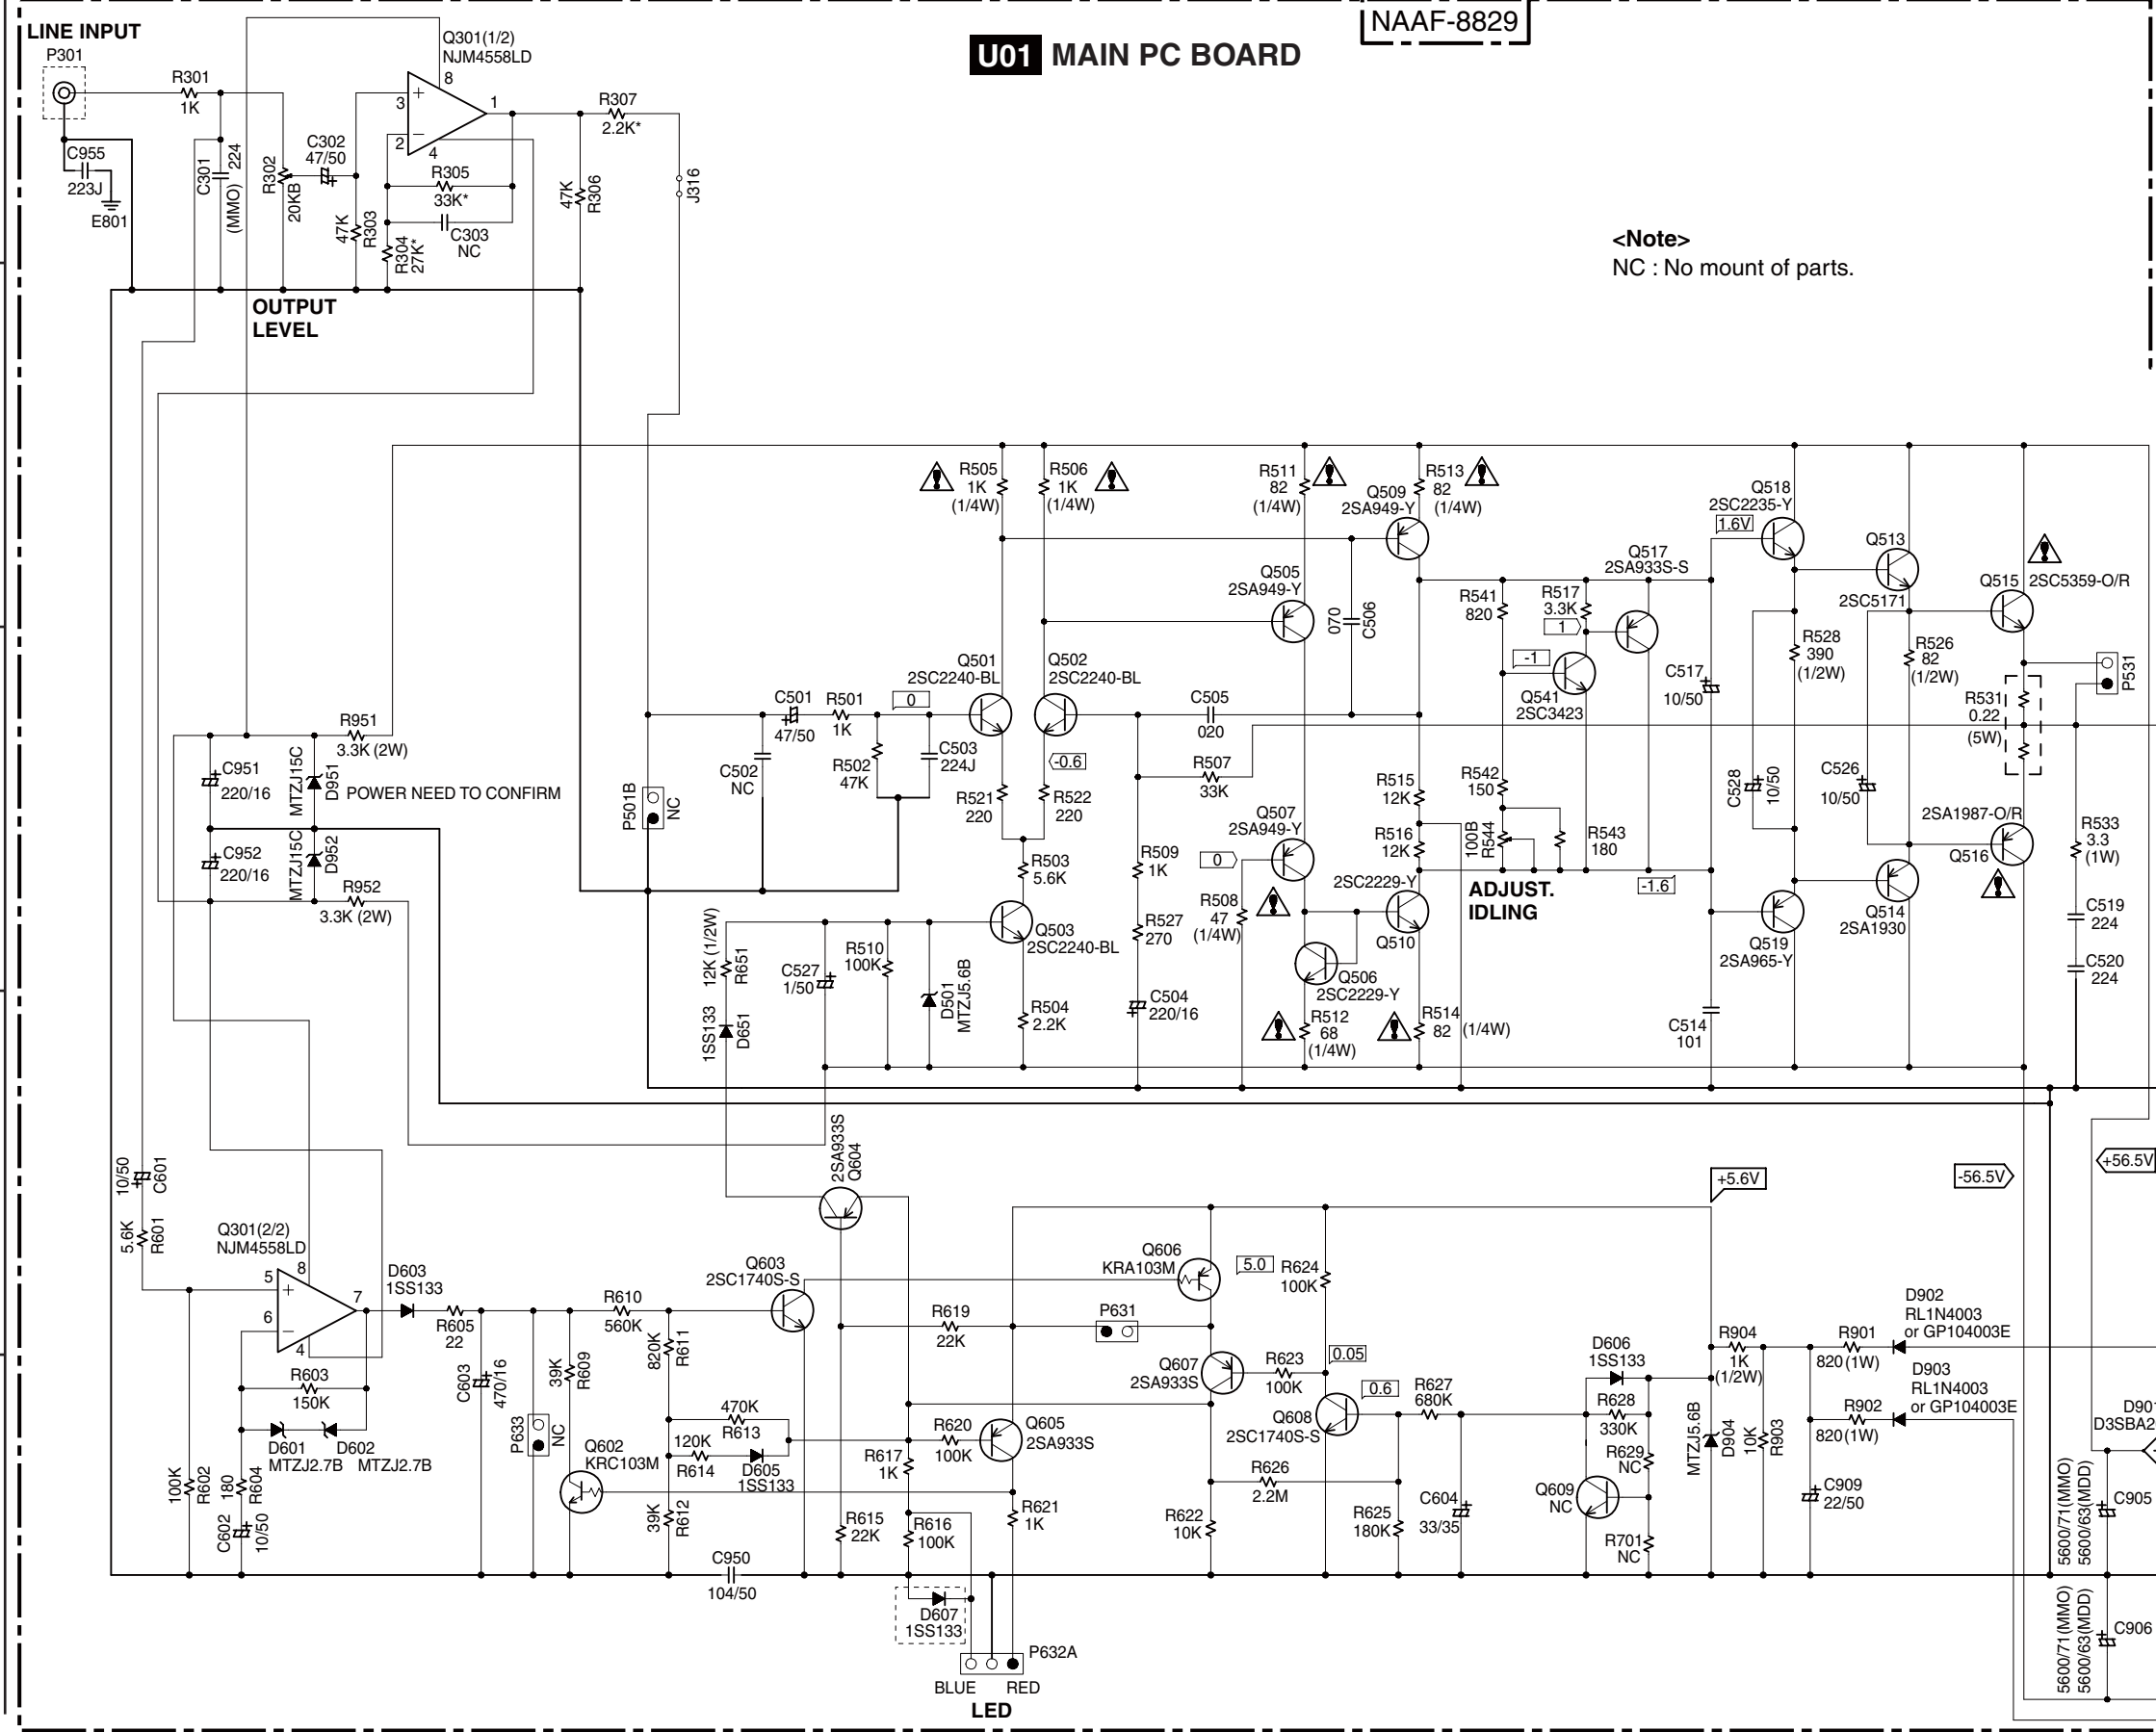 NAAF-8829
U01 MAIN PC BOARD
LINE INPUT
P301
R301
1K
Q301(1/2)
NJM4558LD
8
3
+
1
2
−
4
R307
2.2K*
C955
223J
E801
C301
224
(MMO)
R302
20KB
C302
47/50
47K
R303
R305
33K*
C303
NC
R304
27K*
47K
R306
J316
OUTPUT
LEVEL
<Note>
NC : No mount of parts.
R505
1K
(1/4W)
R506
1K
(1/4W)
R511
82
(1/4W)
Q509
2SA949-Y
R513
82
(1/4W)
Q518
2SC2235-Y
1.6V
Q513
2SC5171
Q515
2SC5359-O/R
Q505
2SA949-Y
070
C506
Q517
2SA933S-S
R541
820
R517
3.3K
1
-1
Q541
2SC3423
C517
10/50
R528
390
(1/2W)
R526
82
(1/2W)
P531
R531
0.22
(5W)
Q501
2SC2240-BL
Q502
2SC2240-BL
C501
47/50
R501
1K
0
C505
020
R951
3.3K (2W)
C951
220/16
MTZJ15C
D951
POWER NEED TO CONFIRM
C502
NC
R502
47K
C503
224J
-0.6
R507
33K
P501B
NC
R521
220
R522
220
Q507
2SA949-Y
R515
12K
R542
150
C528
10/50
C526
10/50
2SA1987-O/R
Q516
R533
3.3
(1W)
C952
220/16
MTZJ15C
D952
R952
3.3K (2W)
R503
5.6K
R509
1K
0
R516
12K
100B
R544
R543
180
2SC2229-Y
Q510
ADJUST.
IDLING
-1.6
R508
47
(1/4W)
Q514
2SA1930
C519
224
12K (1/2W)
R651
C527
1/50
R510
100K
Q503
2SC2240-BL
R527
270
Q506
2SC2229-Y
Q519
2SA965-Y
C520
224
1SS133
D651
D501
MTZJ5.6B
R504
2.2K
C504
220/16
R512
68
(1/4W)
R514
82
(1/4W)
C514
101
2SA933S
Q604
10/50
C601
5.6K
R601
+5.6V
-56.5V
+56.5V
Q301(2/2)
NJM4558LD
8
5
+
7
6
−
4
D603
1SS133
R605
22
Q603
2SC1740S-S
R610
560K
Q606
KRA103M
5.0
R624
100K
R619
22K
P631
R603
150K
C603
470/16
39K
R609
820K
R611
Q607
2SA933S
R623
100K
0.05
D606
1SS133
R904
1K
(1/2W)
R901
820 (1W)
D902
RL1N4003
or GP104003E
D903
RL1N4003
or GP104003E
D601
MTZJ2.7B
D602
MTZJ2.7B
P633
NC
Q602
KRC103M
470K
R613
120K
R614
D605
1SS133
R617
1K
R620
100K
Q605
2SA933S
Q608
2SC1740S-S
0.6
R627
680K
R628
330K
R629
NC
MTZJ5.6B
D904
10K
R903
R902
820 (1W)
D901
D3SBA2
100K
R602
180
R604
C602
10/50
39K
R612
R615
22K
R616
100K
R621
1K
R622
10K
R626
2.2M
R625
180K
C604
33/35
Q609
NC
R701
NC
C909
22/50
5600/71(MMO)
5600/63(MDD)
C905
C950
104/50
D607
1SS133
P632A
BLUE
RED
LED
5600/71(MMO)
5600/63(MDD)
C906